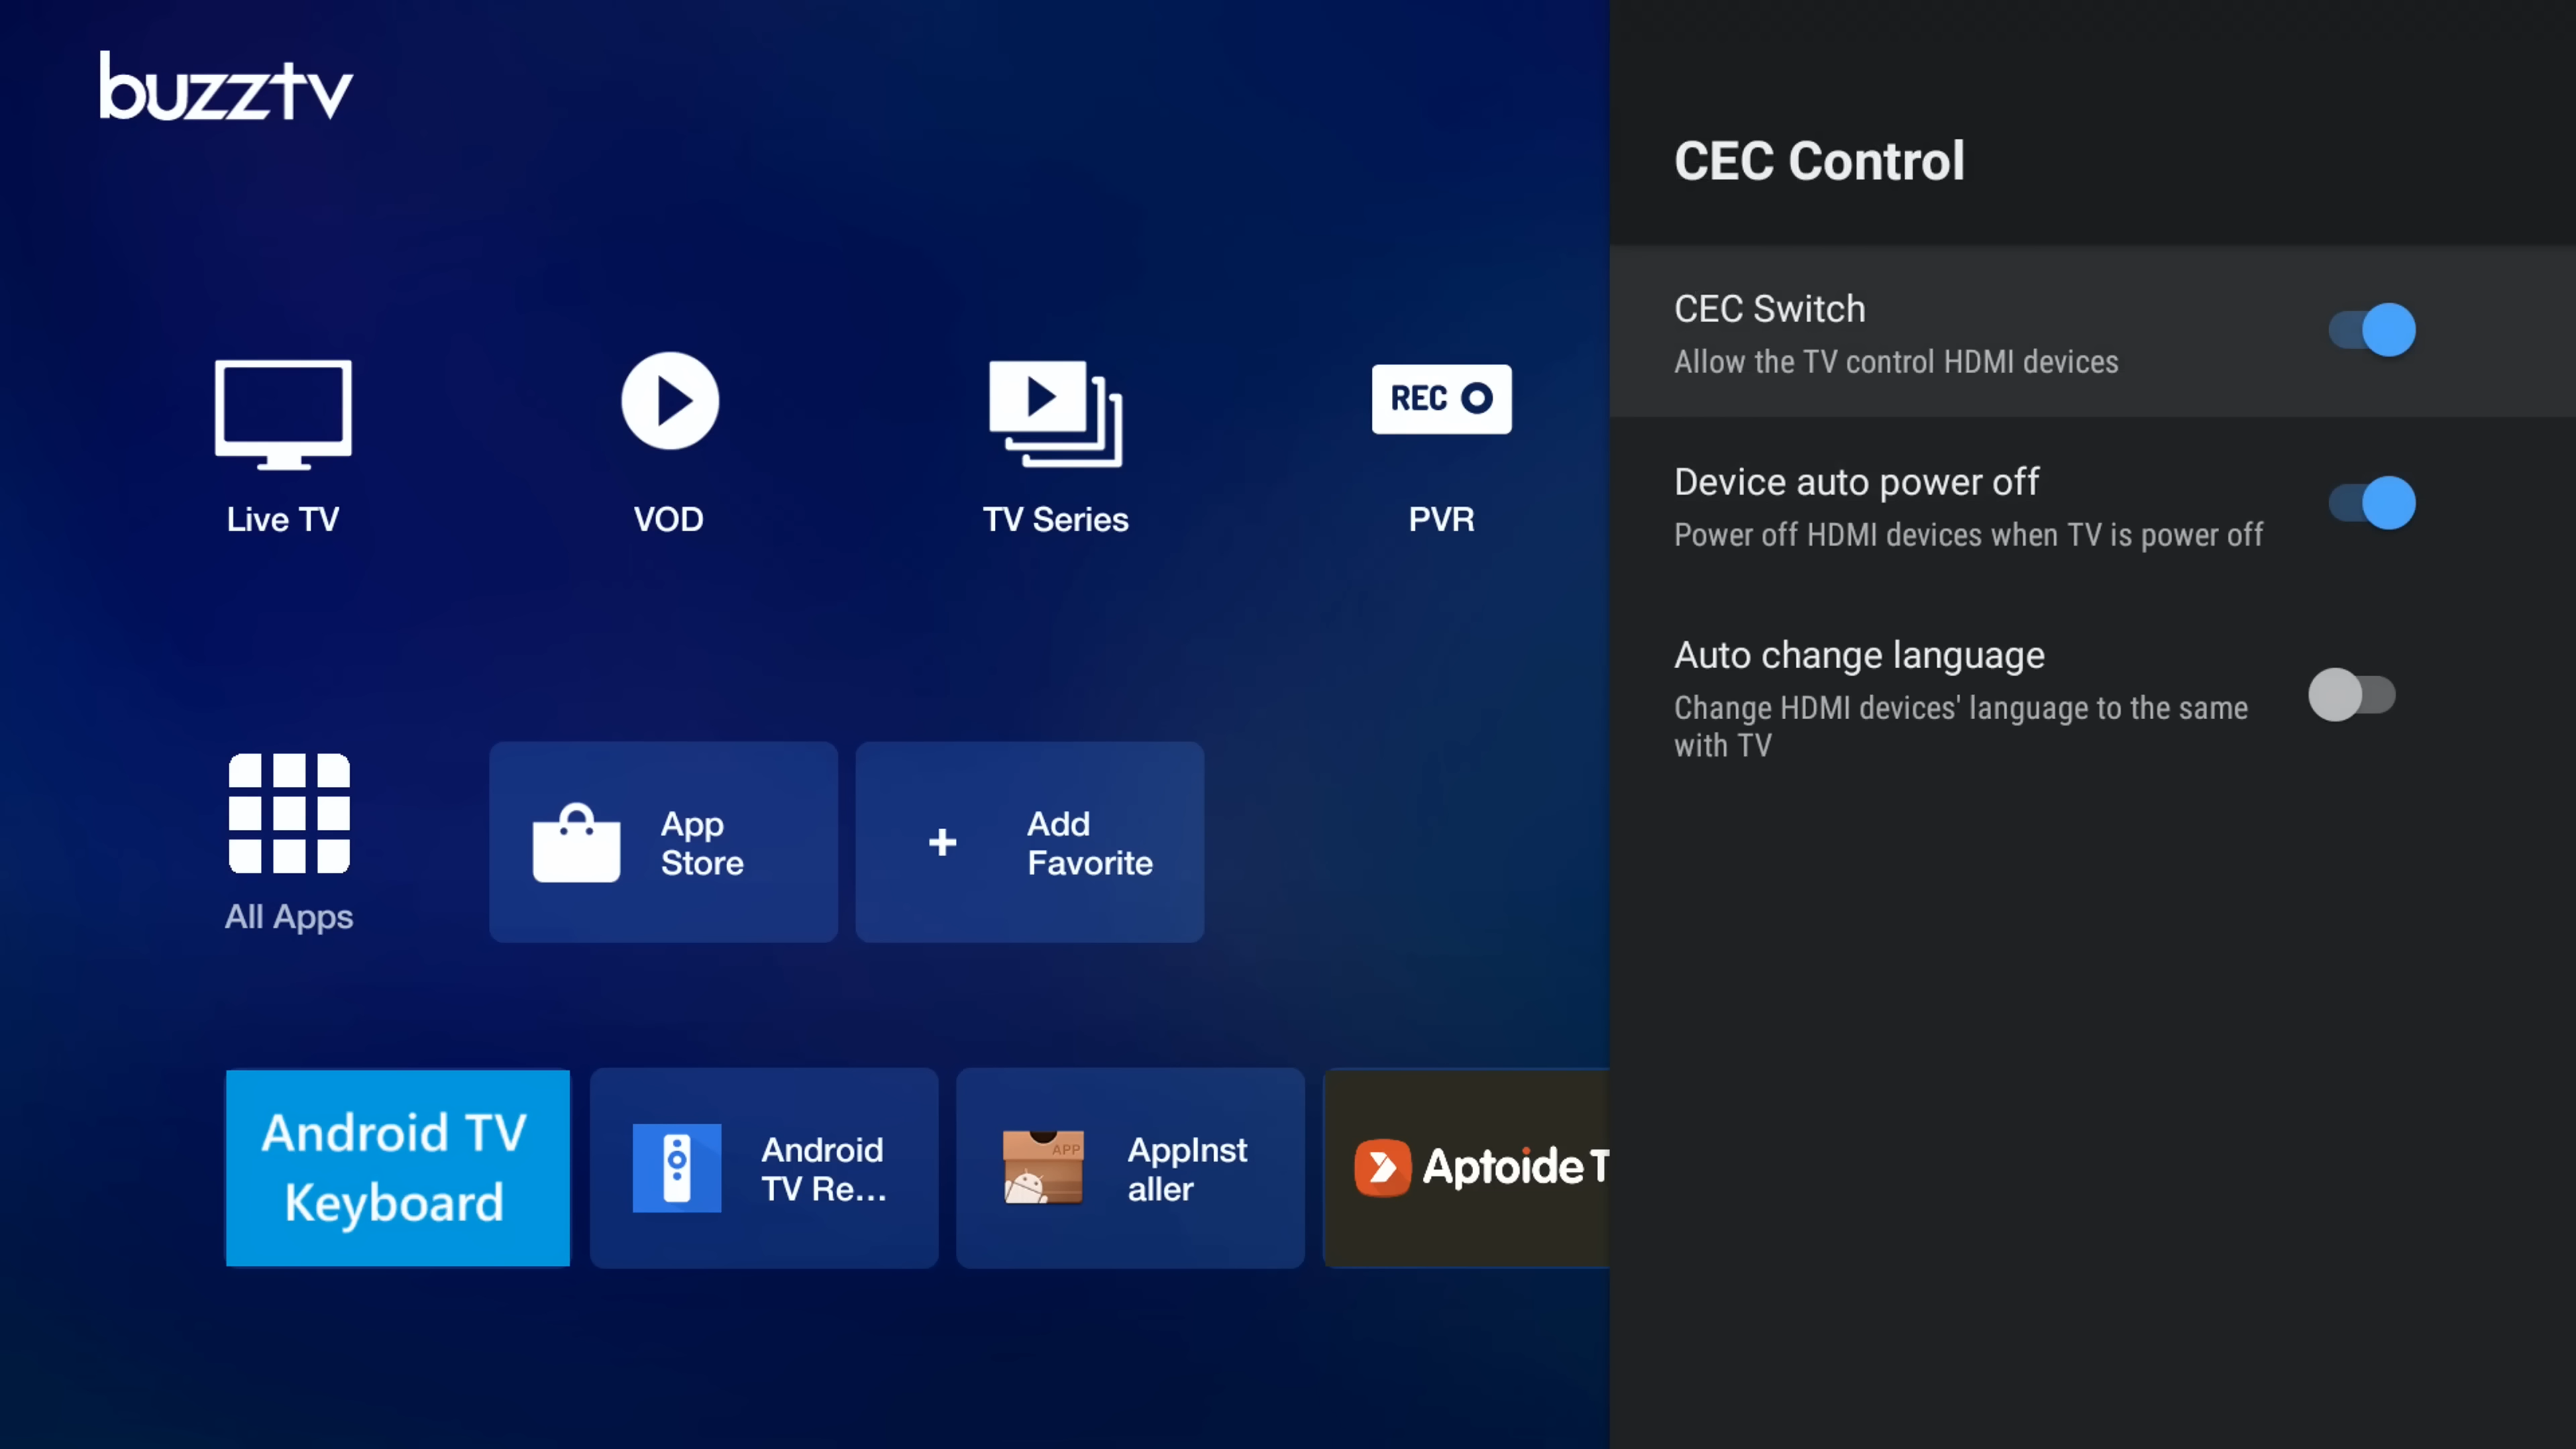 buzztv
CEC Control
CEC Switch
Allow the TV control HDMI devices
Device auto power off
Power off HDMI devices when TV is power off
Auto change language
Change HDMI devices' language to the same
with TV
Live TV
VOD
TV Series
REC
PVR
All Apps
App
Store
+
Add
Favorite
Android TV
Keyboard
Android
TV Re...
APP
AppInst
aller
Aptoide T